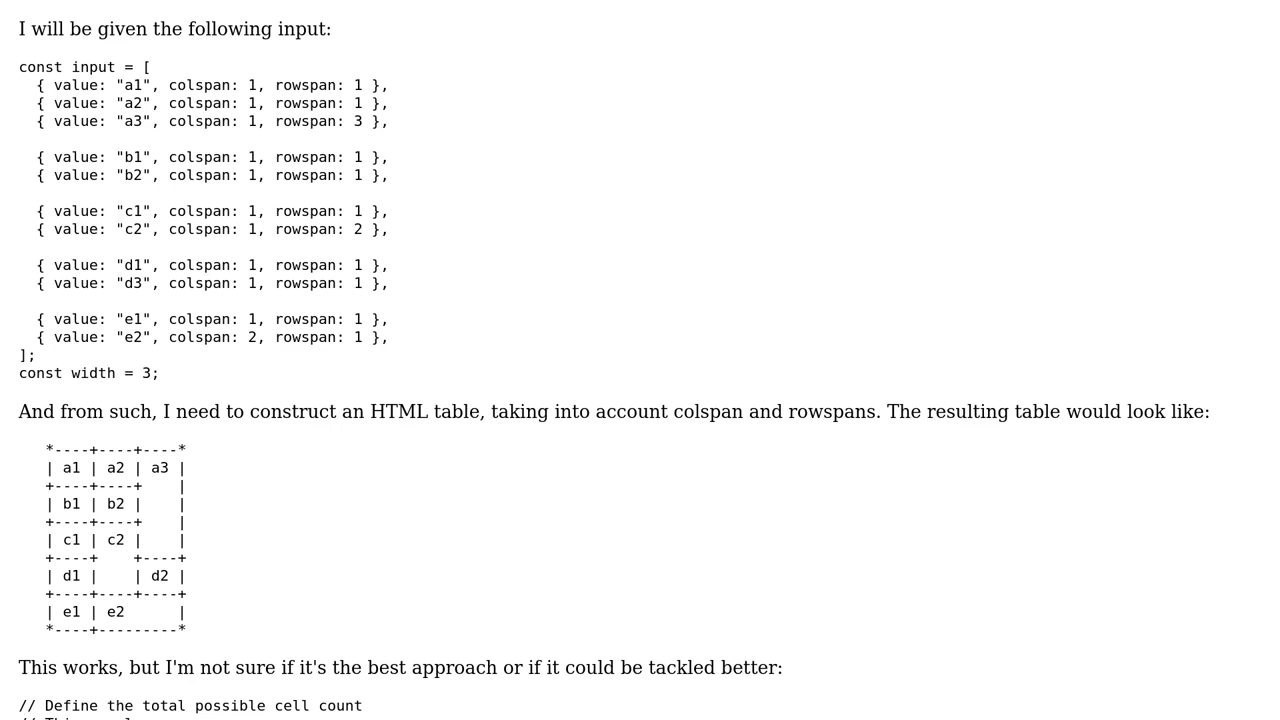 I will be given the following input:
const input = [
  { value: "a1", colspan: 1, rowspan: 1 },
  { value: "a2", colspan: 1, rowspan: 1 },
  { value: "a3", colspan: 1, rowspan: 3 },

  { value: "b1", colspan: 1, rowspan: 1 },
  { value: "b2", colspan: 1, rowspan: 1 },

  { value: "c1", colspan: 1, rowspan: 1 },
  { value: "c2", colspan: 1, rowspan: 2 },

  { value: "d1", colspan: 1, rowspan: 1 },
  { value: "d3", colspan: 1, rowspan: 1 },

  { value: "e1", colspan: 1, rowspan: 1 },
  { value: "e2", colspan: 2, rowspan: 1 },
];
const width = 3;
And from such, I need to construct an HTML table, taking into account colspan and rowspans. The resulting table would look like:
   *----+----+----*
   | a1 | a2 | a3 |
   +----+----+    |
   | b1 | b2 |    |
   +----+----+    |
   | c1 | c2 |    |
   +----+    +----+
   | d1 |    | d2 |
   +----+----+----+
   | e1 | e2      |
   *----+---------*
This works, but I'm not sure if it's the best approach or if it could be tackled better:
// Define the total possible cell count